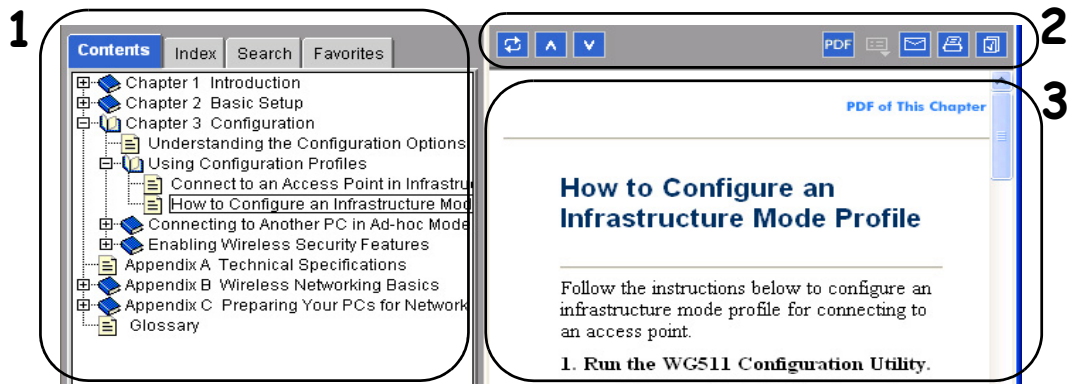 1
Contents Index Search Favorites
Chapter 1 Introduction
Chapter 2 Basic Setup
Chapter 3 Configuration
Understanding the Configuration Options
Using Configuration Profiles
Connect to an Access Point in Infrastru
How to Configure an Infrastructure Mod
Connecting to Another PC in Ad-hoc Mode
Enabling Wireless Security Features
Appendix A Technical Specifications
Appendix B Wireless Networking Basics
Appendix C Preparing Your PCs for Network
Glossary
2
PDF
3
PDF of This Chapter
How to Configure an
Infrastructure Mode Profile
Follow the instructions below to configure an
infrastructure mode profile for connecting to
an access point.
1. Run the WG511 Configuration Utility.